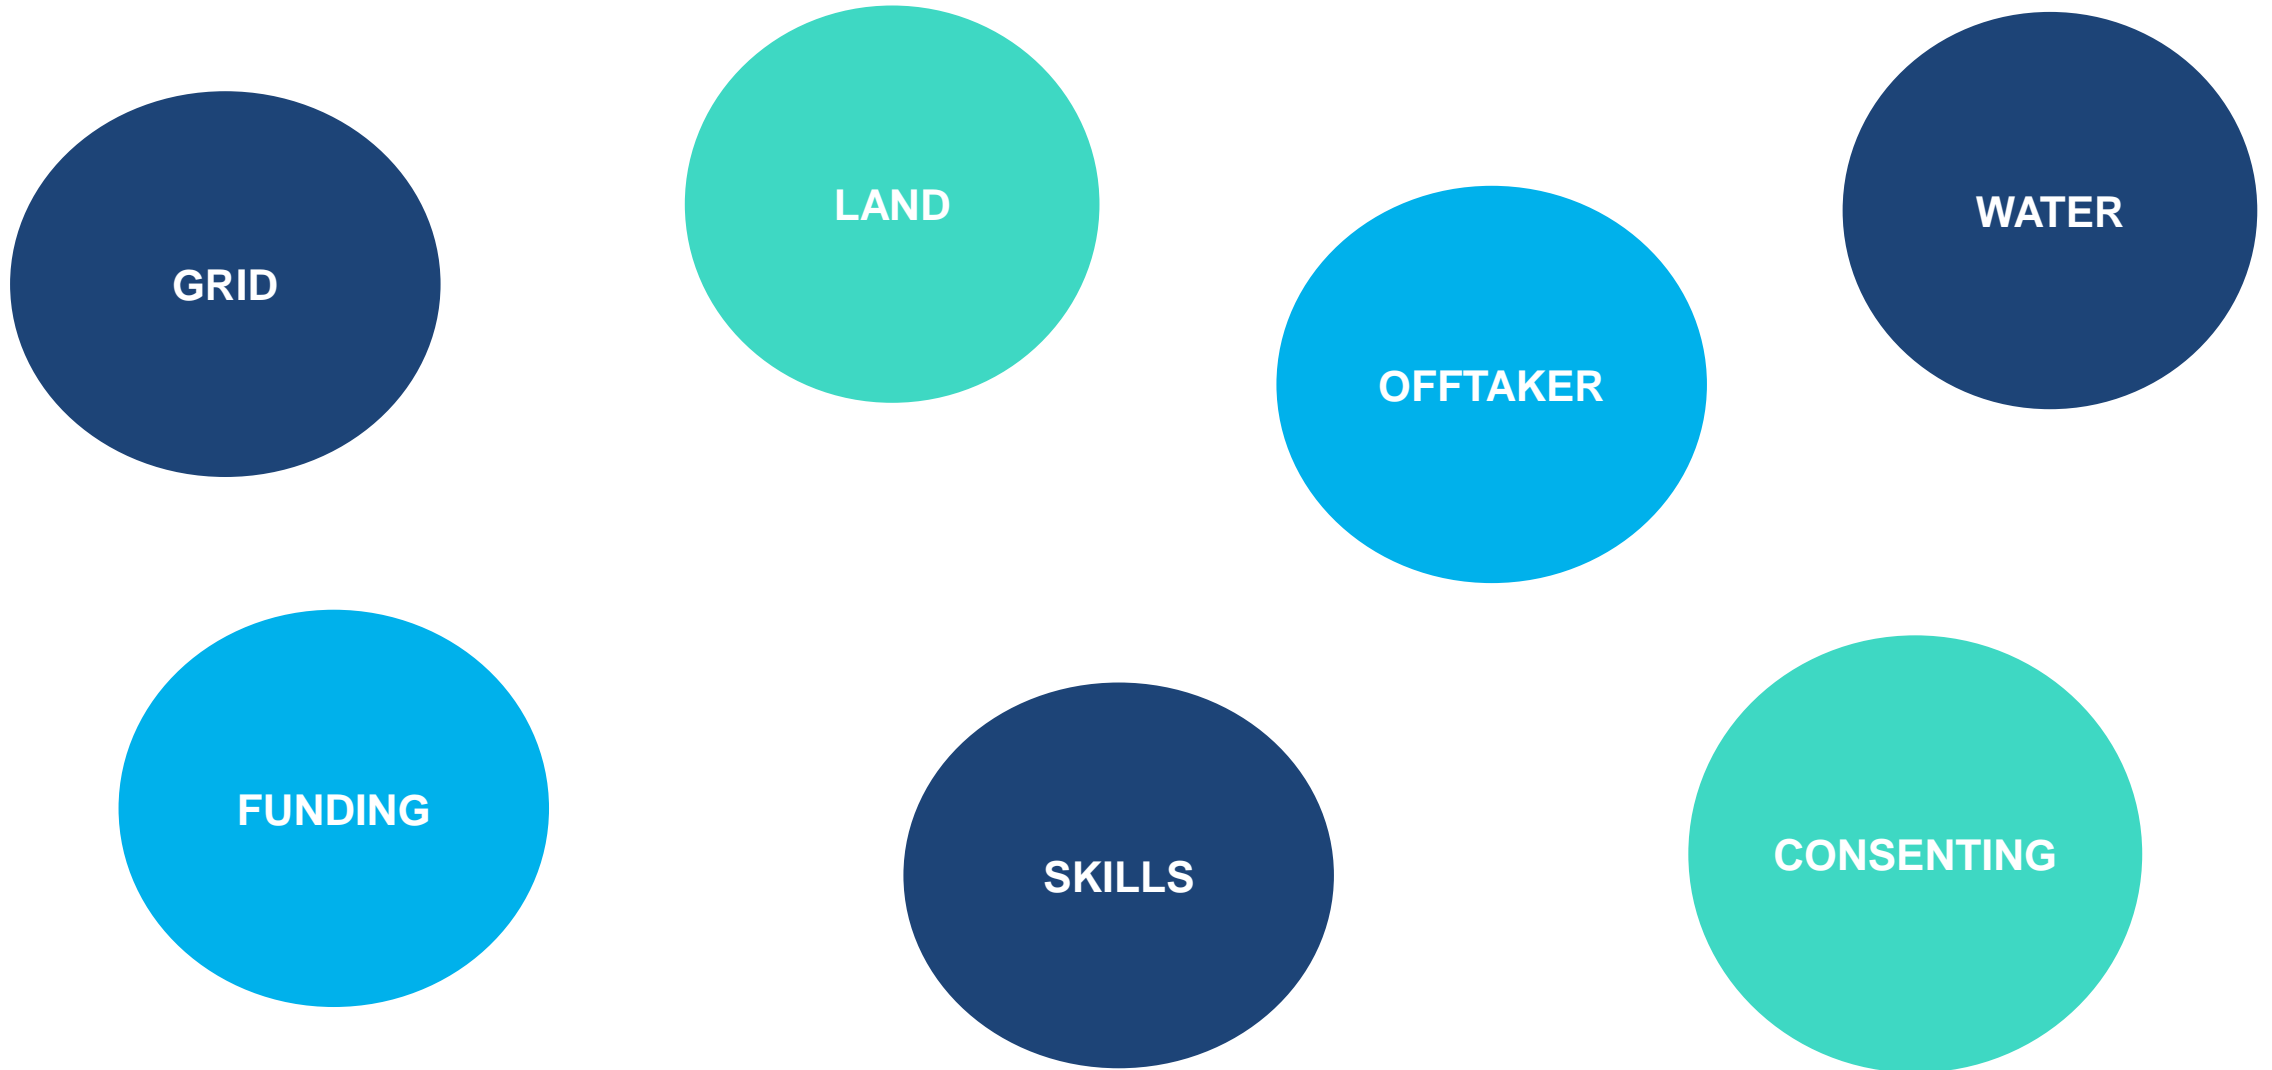 GRID
LAND
OFFTAKER
WATER
FUNDING
SKILLS
CONSENTING